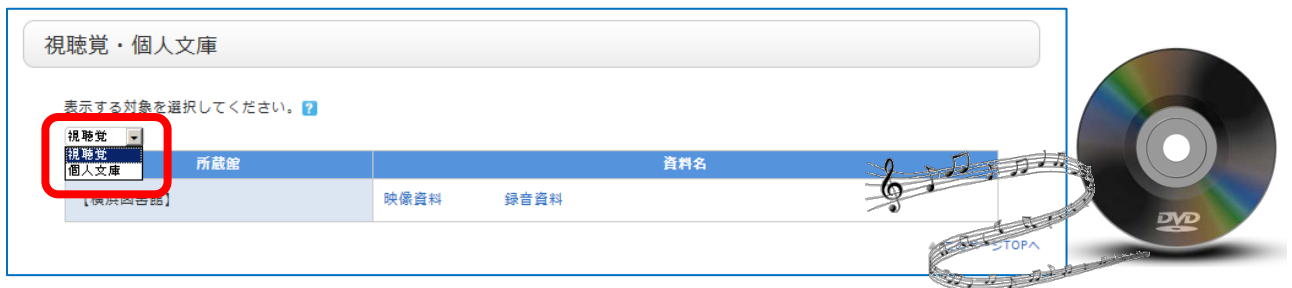 視聴覚・個人文庫
表示する対象を選択してください。?
視聴覚
視聴覚
個人文庫
所蔵館 資料名
【横浜図書館】 映像資料 録音資料
TOPへ
DVD